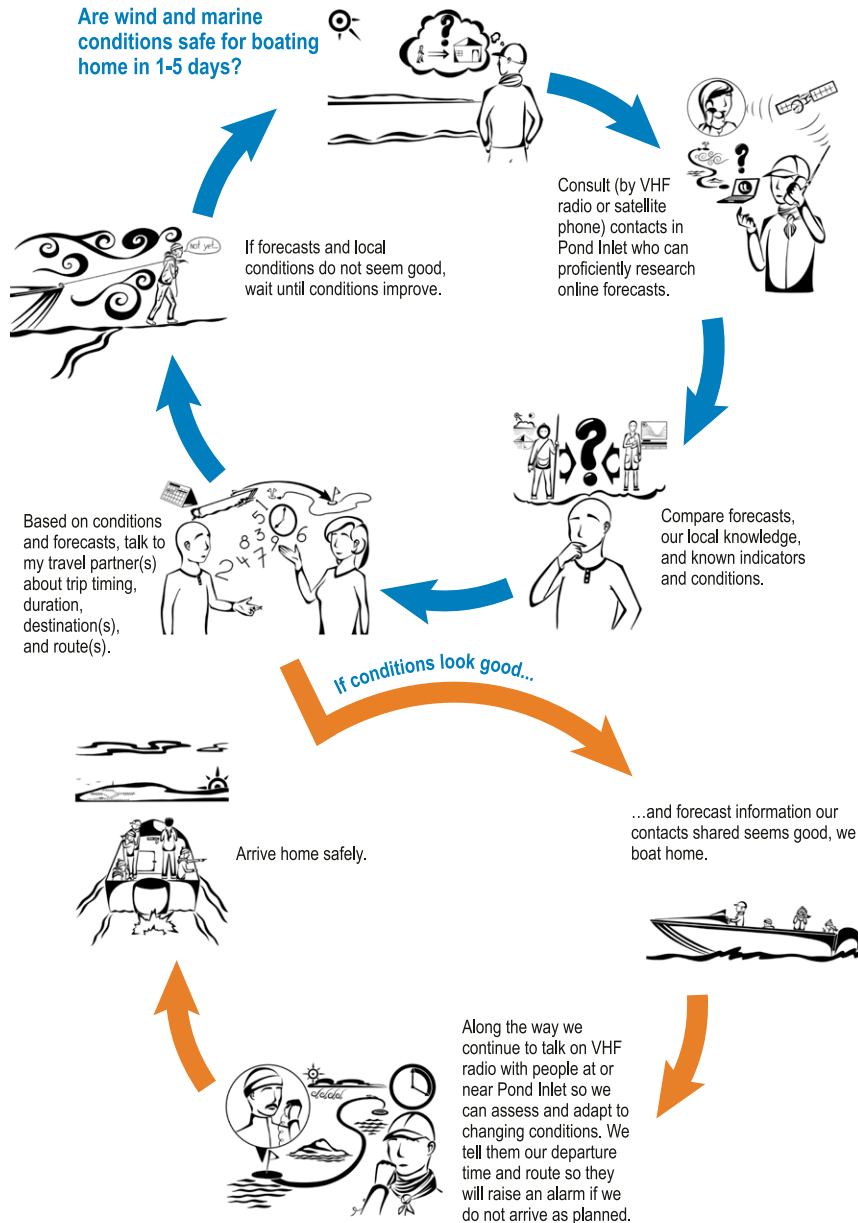 Are wind and marine
conditions safe for boating
home in 1-5 days?
Consult (by VHF
radio or satellite
phone) contacts in
Pond Inlet who can
proficiently research
online forecasts.
?
?
Compare forecasts,
our local knowledge,
and known indicators
and conditions.
?
Based on conditions
and forecasts, talk to
my travel partner(s)
about trip timing,
duration,
destination(s),
and route(s).
51
83
2479 6
If forecasts and local
conditions do not seem good,
wait until conditions improve.
not yet...
If conditions look good...
…and forecast information our
contacts shared seems good, we
boat home.
Along the way we
continue to talk on VHF
radio with people at or
near Pond Inlet so we
can assess and adapt to
changing conditions. We
tell them our departure
time and route so they
will raise an alarm if we
do not arrive as planned.
Arrive home safely.